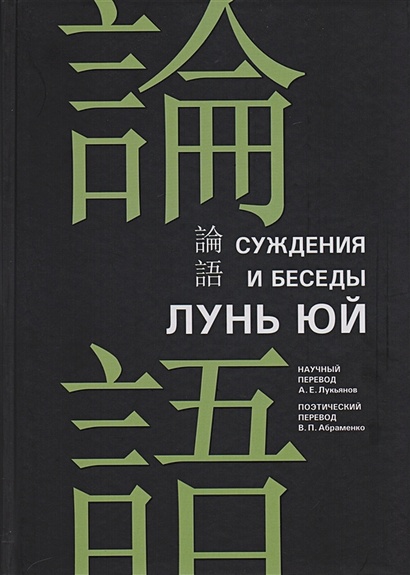 論
論 СУЖДЕНИЯ
語 И БЕСЕДЫ
ЛУНЬ ЮЙ
語
НАУЧНЫЙ
ПЕРЕВОД
А. Е. Лукьянов
ПОЭТИЧЕСКИЙ
ПЕРЕВОД
В. П. Абраменко